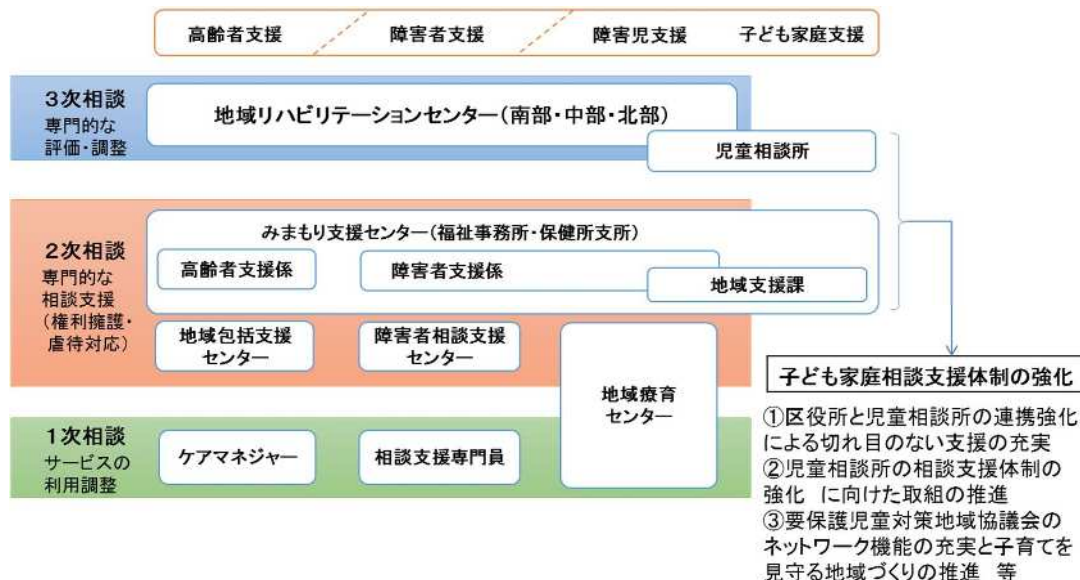 高齢者支援
障害者支援
障害児支援
子ども家庭支援
3次相談
専門的な
評価・調整
地域リハビリテーションセンター(南部・中部・北部)
児童相談所
2次相談
専門的な
相談支援
(権利擁護・
虐待対応)
みまもり支援センター(福祉事務所・保健所支所)
高齢者支援係
障害者支援係
地域支援課
地域包括支援
センター
障害者相談支援
センター
地域療育
センター
1次相談
サービスの
利用調整
ケアマネジャー
相談支援専門員
子ども家庭相談支援体制の強化
①区役所と児童相談所の連携強化
による切れ目のない支援の充実
②児童相談所の相談支援体制の
強化 に向けた取組の推進
③要保護児童対策地域協議会の
ネットワーク機能の充実と子育てを
見守る地域づくりの推進 等